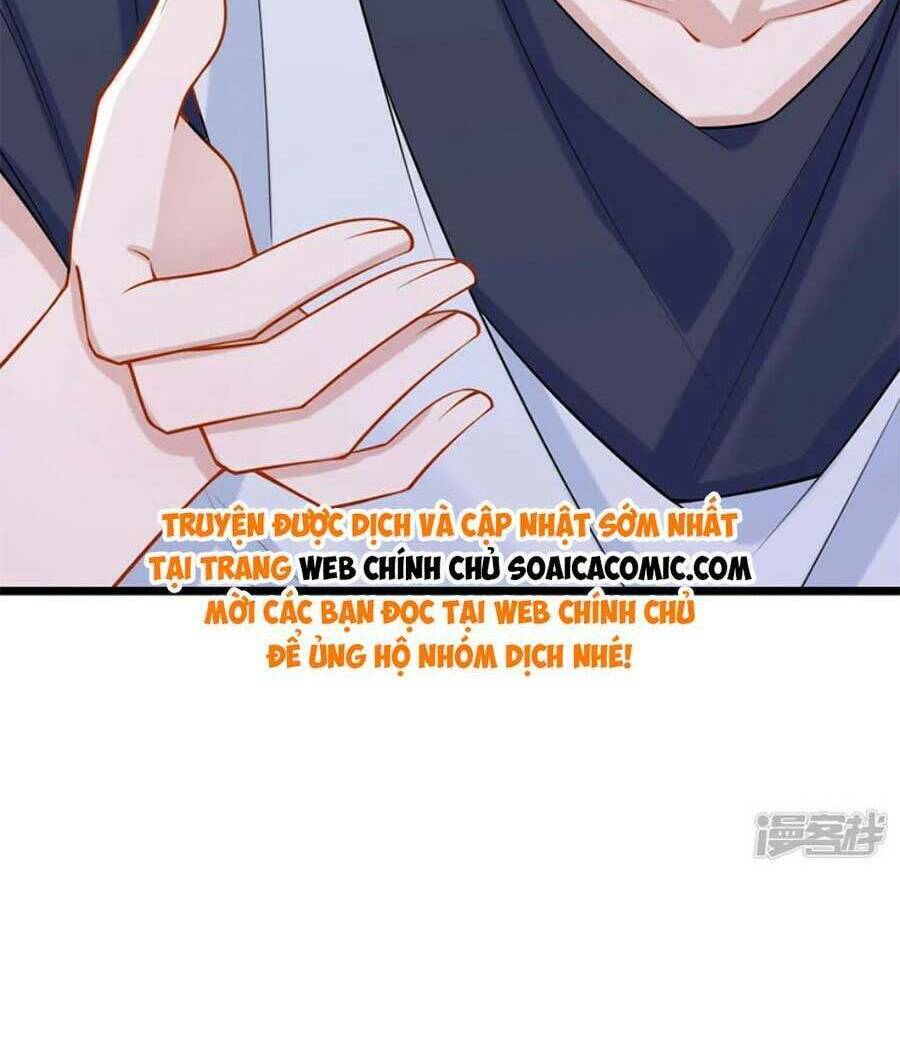 TRUYỆN ĐƯỢC DỊCH VÀ CẬP NHẬT SỚM NHẤT
TẠI TRANG WEB CHÍNH CHỦ SOAICACOMIC.COM
MỜI CÁC BẠN ĐỌC TẠI WEB CHÍNH CHỦ
ĐỂ ỦNG HỘ NHÓM DỊCH NHÉ!
漫客栈